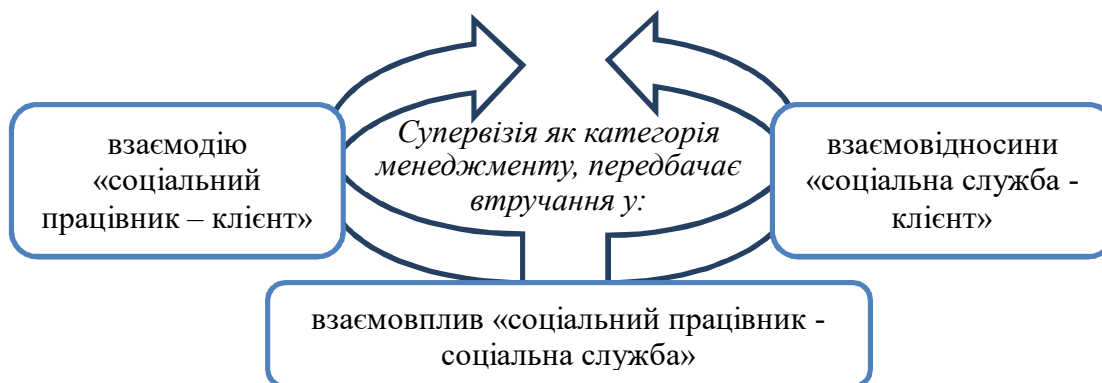 Супервізія як категорія
менеджменту, передбачає
втручання у:
взаємодію
«соціальний
працівник – клієнт»
взаємовідносини
«соціальна служба -
клієнт»
взаємовплив «соціальний працівник -
соціальна служба»